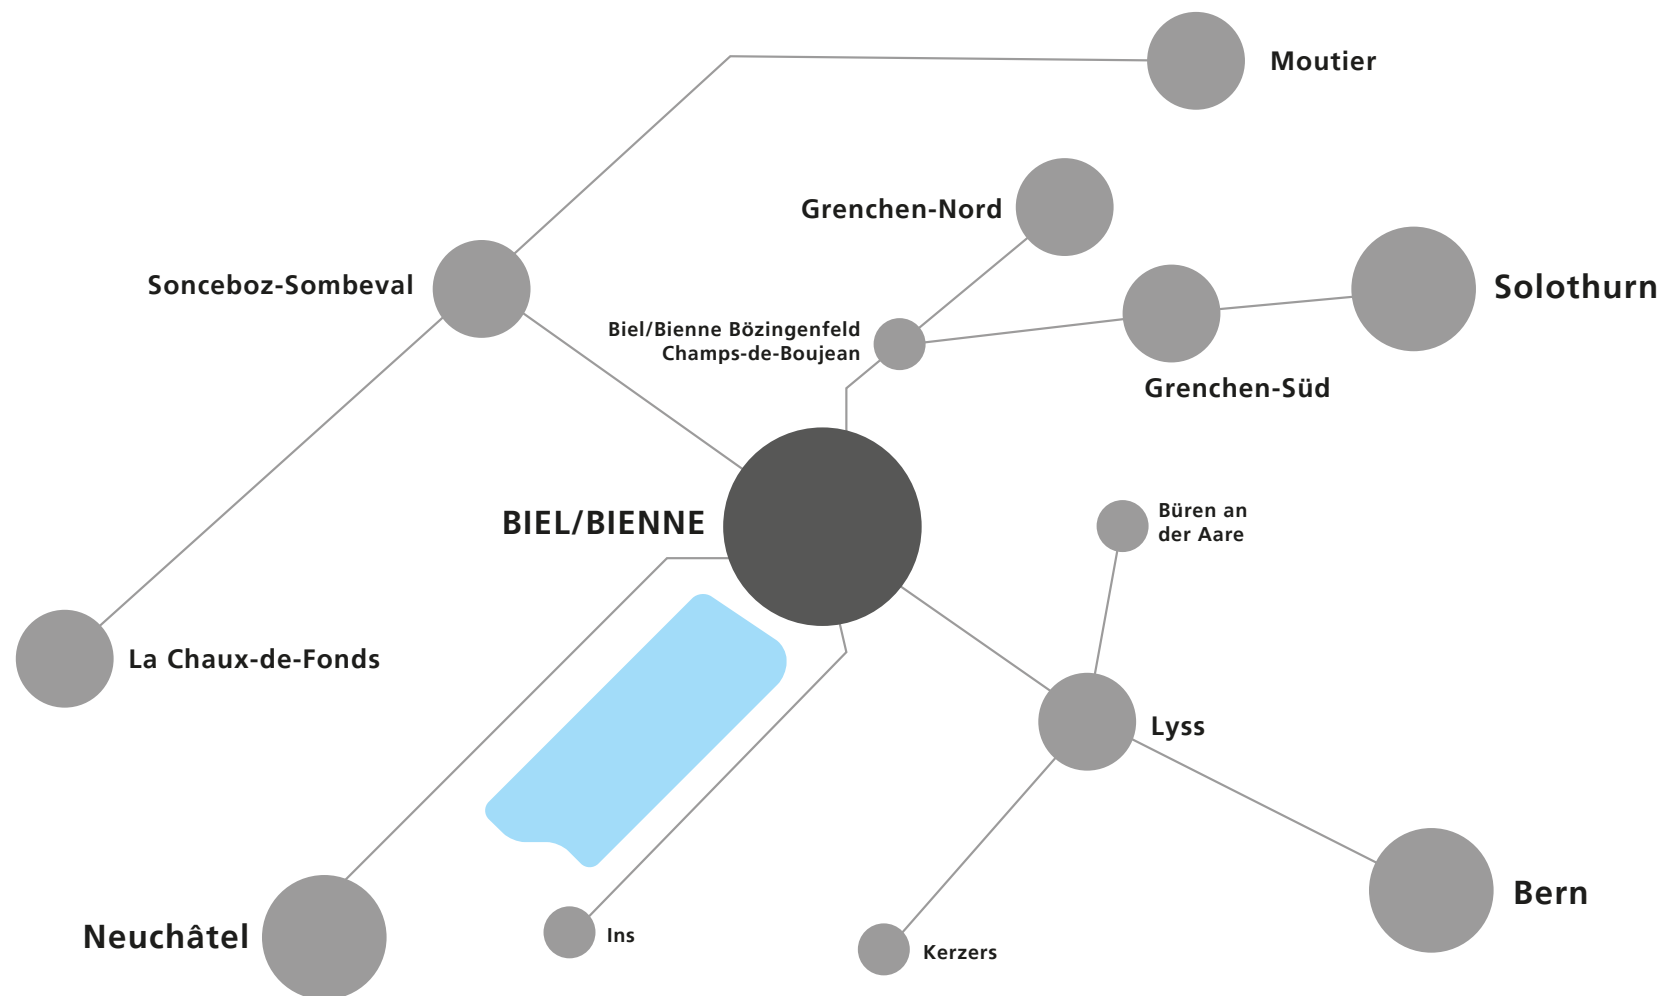 Moutier
Grenchen-Nord
Sonceboz-Sombeval
Solothurn
Biel/Bienne Bözingenfeld
Champs-de-Boujean
Grenchen-Süd
BIEL/BIENNE
Büren an
der Aare
La Chaux-de-Fonds
Lyss
Bern
Neuchâtel
Ins
Kerzers